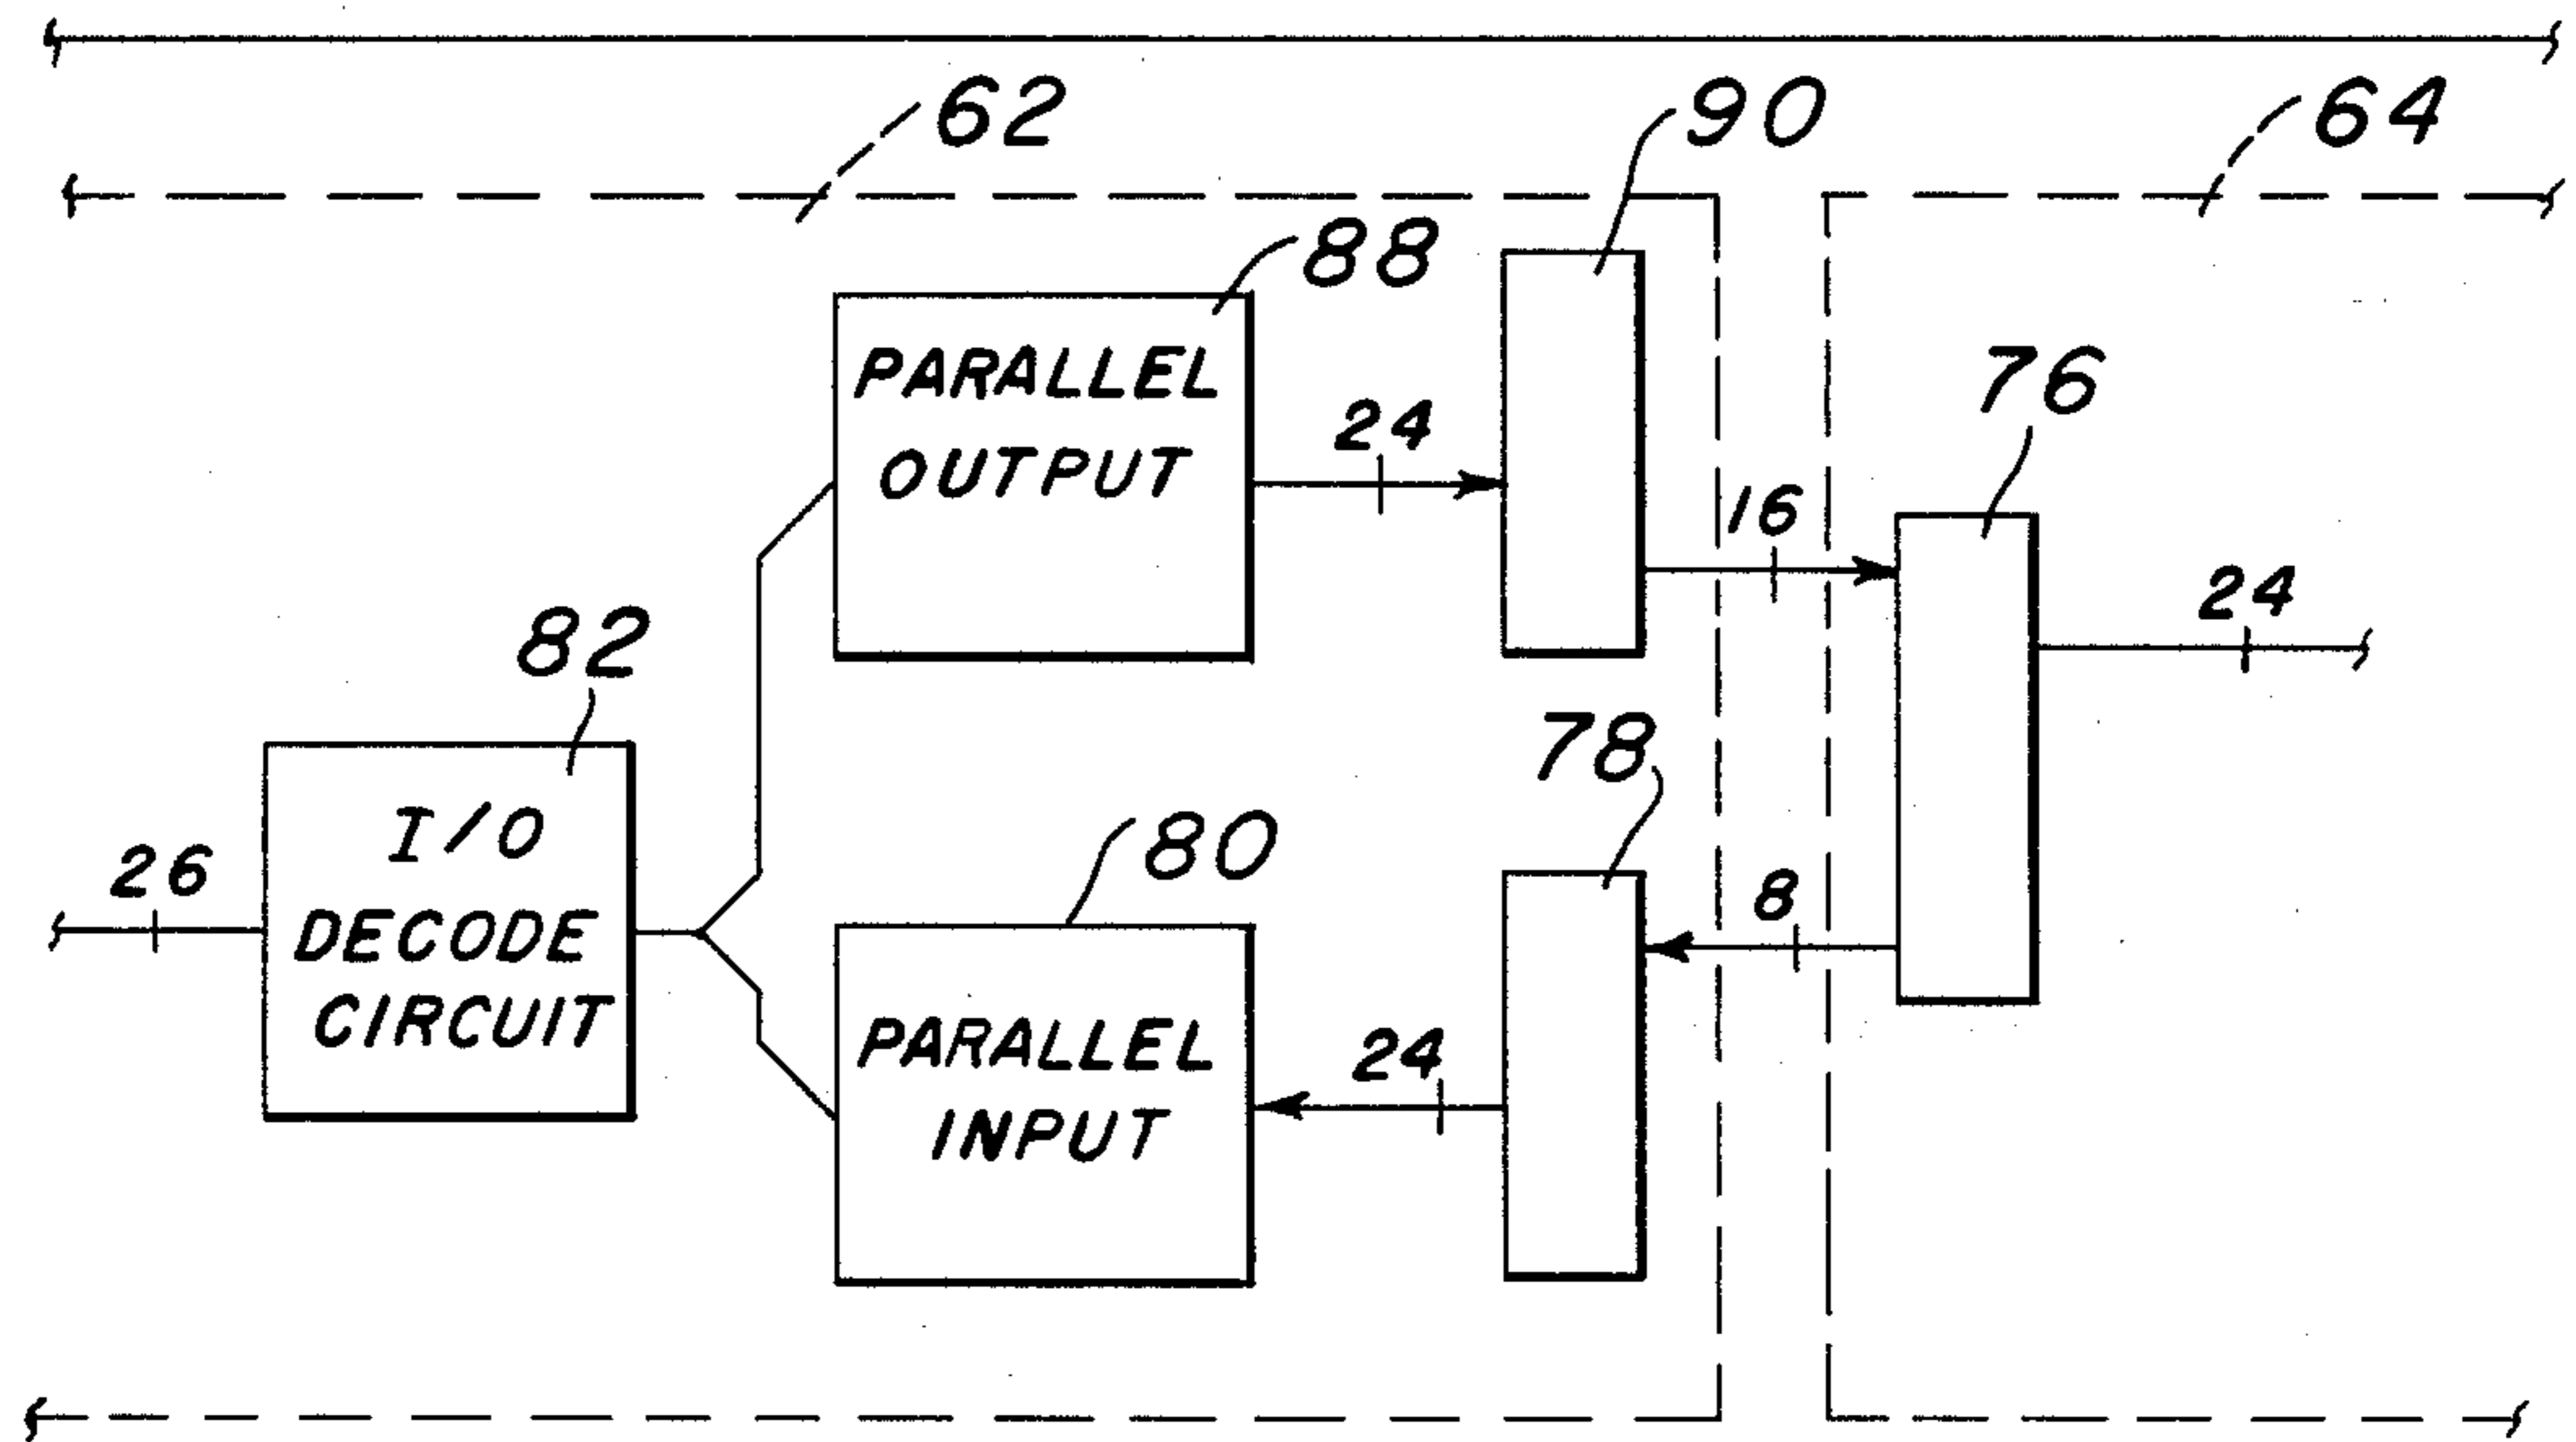 62
90
64
88
PARALLEL
OUTPUT
24
76
16
24
82
78
I/O
DECODE
CIRCUIT
26
80
8
PARALLEL
INPUT
24